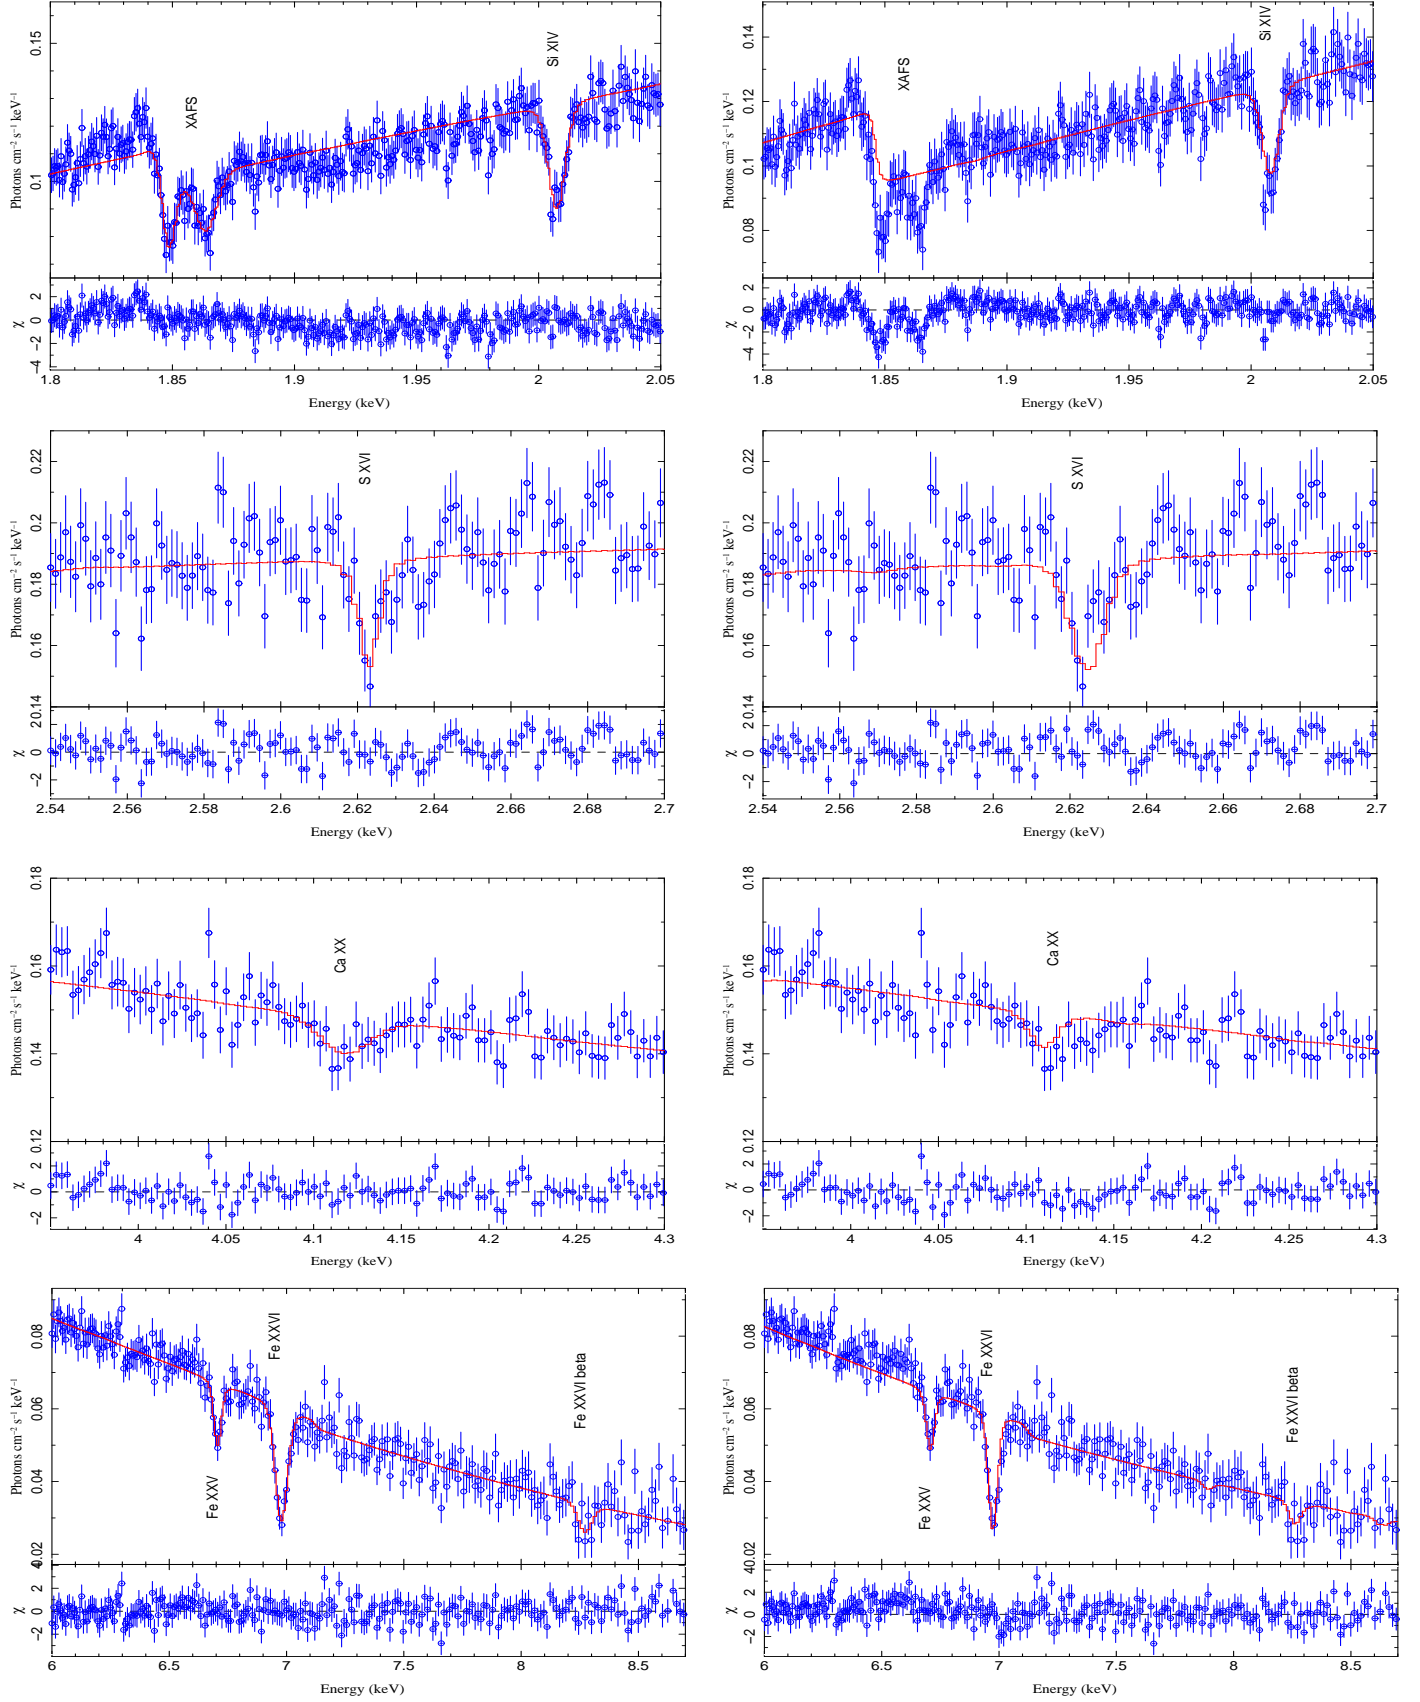 Photons cm⁻² s⁻¹ keV⁻¹
0.1 0.15
XAFS
Si XIV
χ
-4 -2 0 2
1.8 1.85 1.9 1.95 2 2.05
Energy (keV)
Photons cm⁻² s⁻¹ keV⁻¹
0.08 0.1 0.12 0.14
XAFS
Si XIV
χ
-4 -2 0 2
1.8 1.85 1.9 1.95 2 2.05
Energy (keV)
Photons cm⁻² s⁻¹ keV⁻¹
0.14 0.16 0.18 0.2 0.22
S XVI
χ
-2 0 2
2.54 2.56 2.58 2.6 2.62 2.64 2.66 2.68 2.7
Energy (keV)
Photons cm⁻² s⁻¹ keV⁻¹
0.14 0.16 0.18 0.2 0.22
S XVI
χ
-2 0 2
2.54 2.56 2.58 2.6 2.62 2.64 2.66 2.68 2.7
Energy (keV)
Photons cm⁻² s⁻¹ keV⁻¹
0.12 0.14 0.16 0.18
Ca XX
χ
-2 0 2
4 4.05 4.1 4.15 4.2 4.25 4.3
Energy (keV)
Photons cm⁻² s⁻¹ keV⁻¹
0.12 0.14 0.16 0.18
Ca XX
χ
-2 0 2
4 4.05 4.1 4.15 4.2 4.25 4.3
Energy (keV)
Photons cm⁻² s⁻¹ keV⁻¹
0.02 0.04 0.06 0.08
Fe XXV
Fe XXVI
Fe XXVI beta
χ
-2 0 2 4
6 6.5 7 7.5 8 8.5
Energy (keV)
Photons cm⁻² s⁻¹ keV⁻¹
0.02 0.04 0.06 0.08
Fe XXV
Fe XXVI
Fe XXVI beta
χ
-2 0 2 4
6 6.5 7 7.5 8 8.5
Energy (keV)